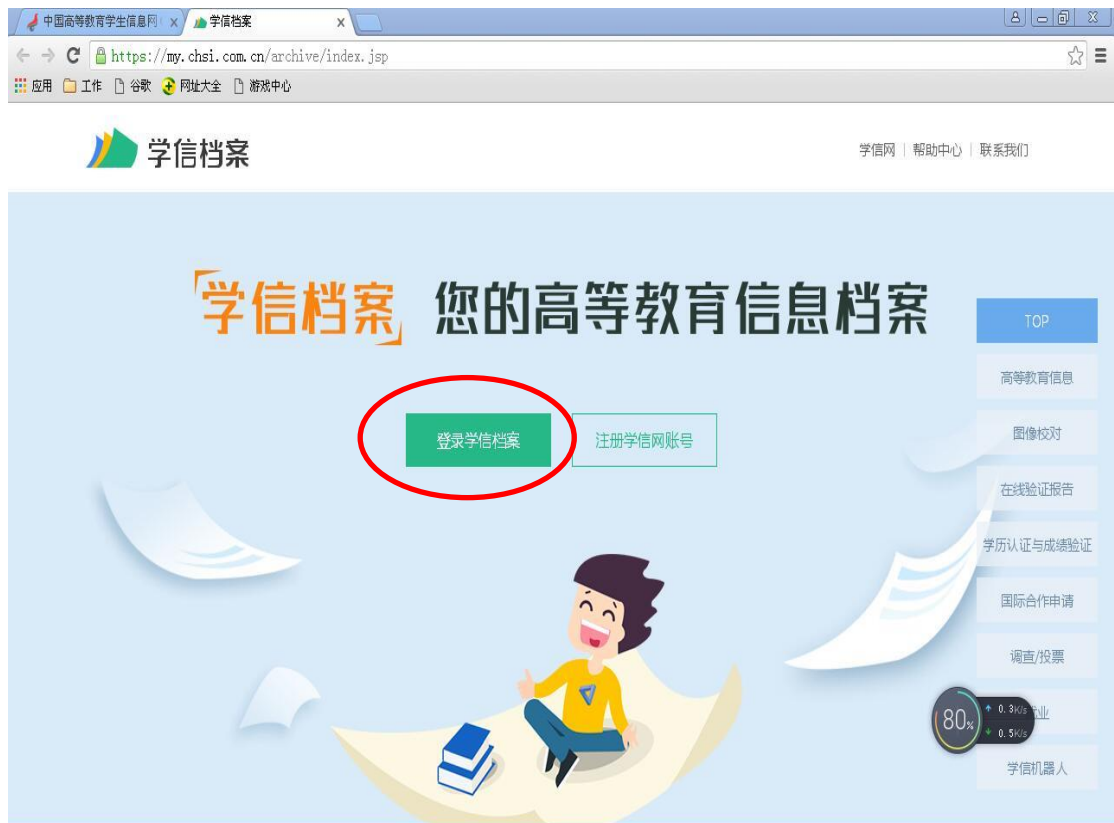 中国高等教育学生信息网
学信档案
https://my.chsi.com.cn/archive/index.jsp
应用 工作 谷歌 网址大全 游戏中心
学信档案
学信网 | 帮助中心 | 联系我们
学信档案 您的高等教育信息档案
登录学信档案
注册学信网账号
TOP
高等教育信息
图像校对
在线验证报告
学历认证与成绩验证
国际合作申请
调查/投票
业
80%
0.3K/s
0.5K/s
学信机器人